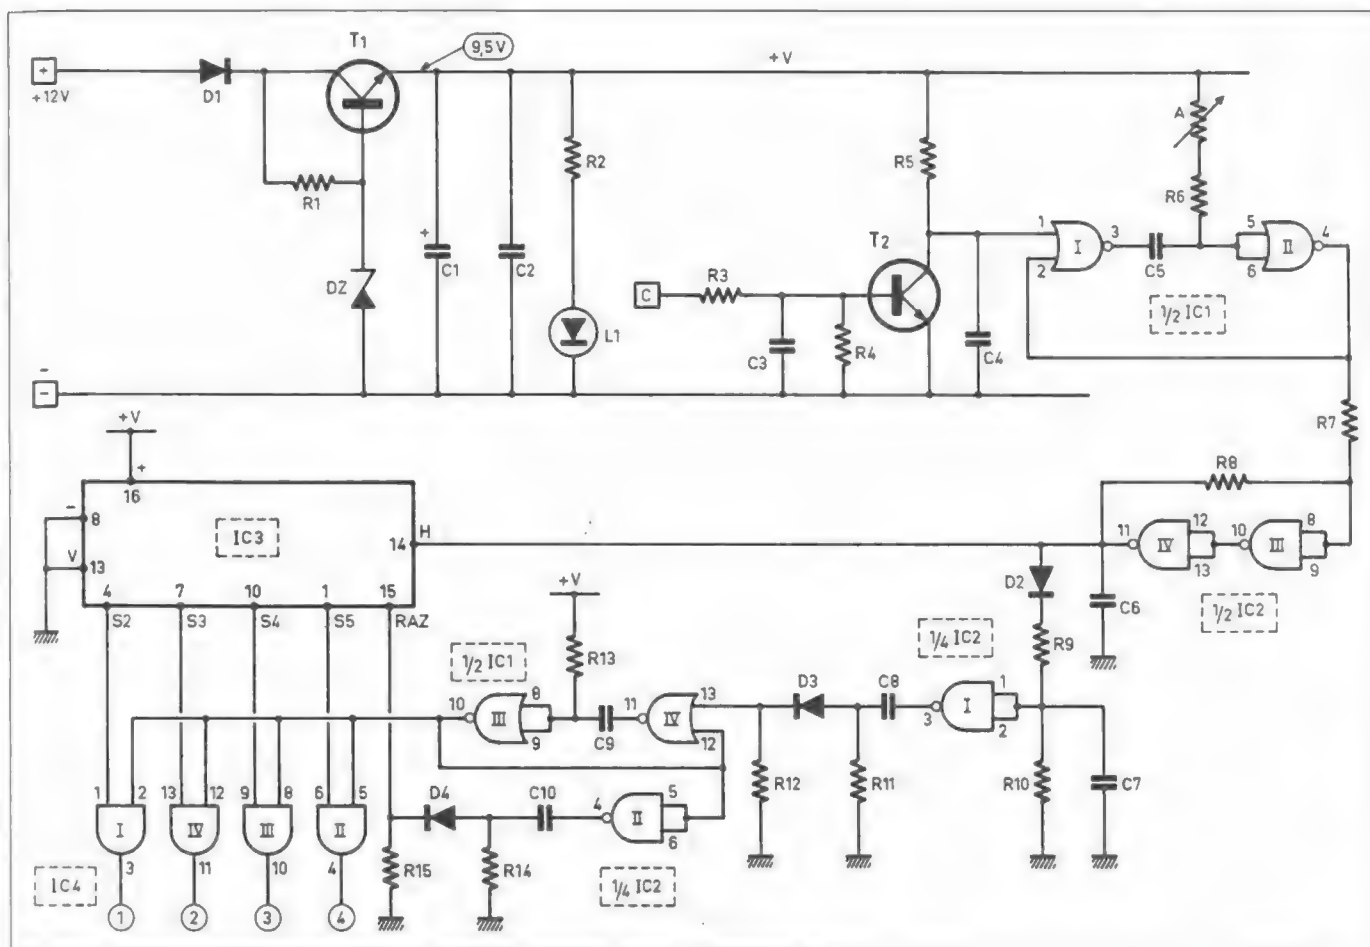 T1
9,5V
+V
+
+12V
D1
A
R2
R5
R6
R1
T2
1
3
5
4
I
II
2
C5
6
+
C1
C2
R3
DZ
C
1/2 IC1
L1
C3
R4
C4
-
-
R7
+V
+
16
R8
-
8
IC3
H
14
11
12
10
8
IV
III
13
9
V
13
D2
4
7
10
1
15
+V
C6
1/2 IC2
S2
S3
S4
S5
RAZ
1/4 IC2
R9
1/2 IC1
R13
D3
C8
10
8
11
13
1
III
IV
I
9
C9
12
3
2
R12
R11
R10
C7
1
2
13
12
9
8
6
5
D4
C10
4
5
I
IV
III
II
II
6
3
11
10
4
R15
R14
IC4
1/4 IC2
1
2
3
4